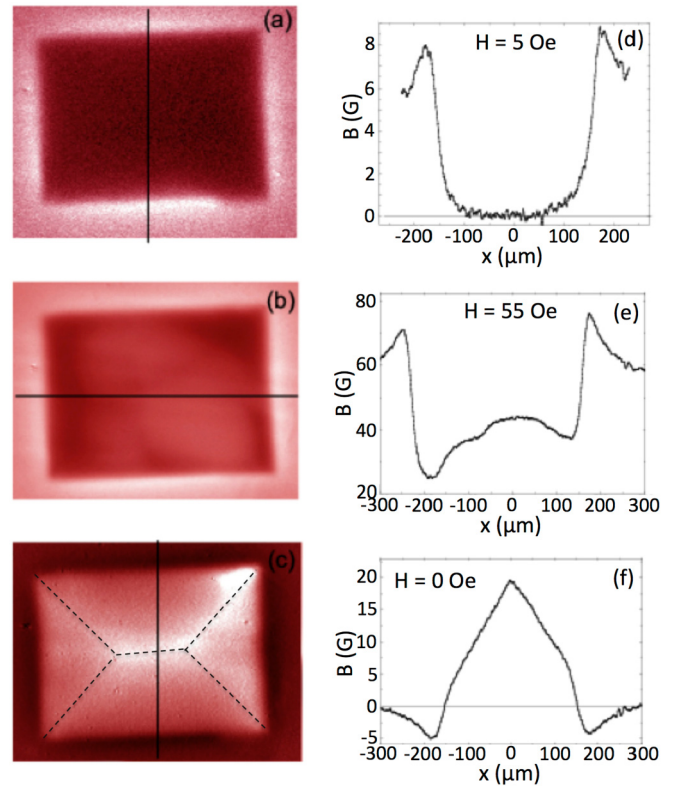 (a)
(d)
H = 5 Oe
B (G)
8
6
4
2
0
-200 -100 0 100 200
x (μm)
(b)
(e)
H = 55 Oe
B (G)
80
60
40
20
-300 -200 -100 0 100 200 300
x (μm)
(c)
(f)
H = 0 Oe
B (G)
20
15
10
5
0
-5
-300 -200 -100 0 100 200 300
x (μm)